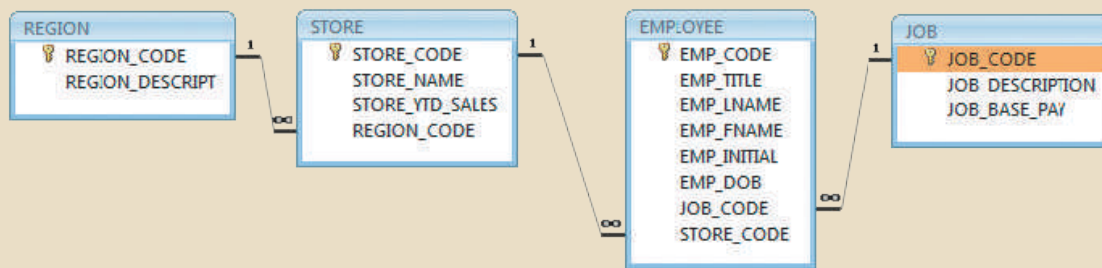 REGION
REGION_CODE
REGION_DESCRIPT
1
∞
STORE
STORE_CODE
STORE_NAME
STORE_YTD_SALES
REGION_CODE
1
∞
EMPLOYEE
EMP_CODE
EMP_TITLE
EMP_LNAME
EMP_FNAME
EMP_INITIAL
EMP_DOB
JOB_CODE
STORE_CODE
1
∞
JOB
JOB_CODE
JOB_DESCRIPTION
JOB_BASE_PAY